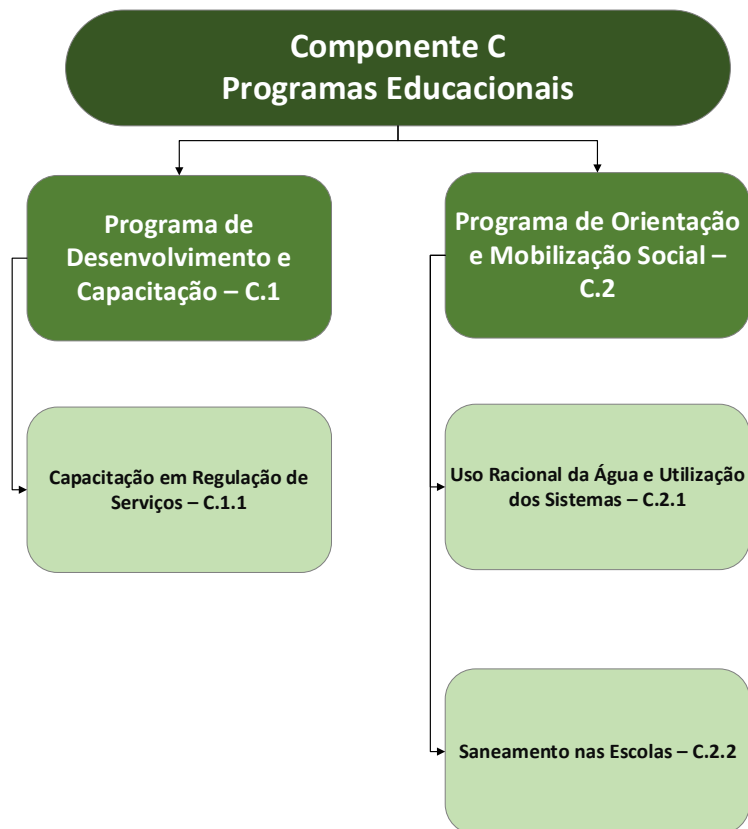 Componente C
Programas Educacionais
Programa de
Desenvolvimento e
Capacitação – C.1
Programa de Orientação
e Mobilização Social –
C.2
Capacitação em Regulação de
Serviços – C.1.1
Uso Racional da Água e Utilização
dos Sistemas – C.2.1
Saneamento nas Escolas – C.2.2